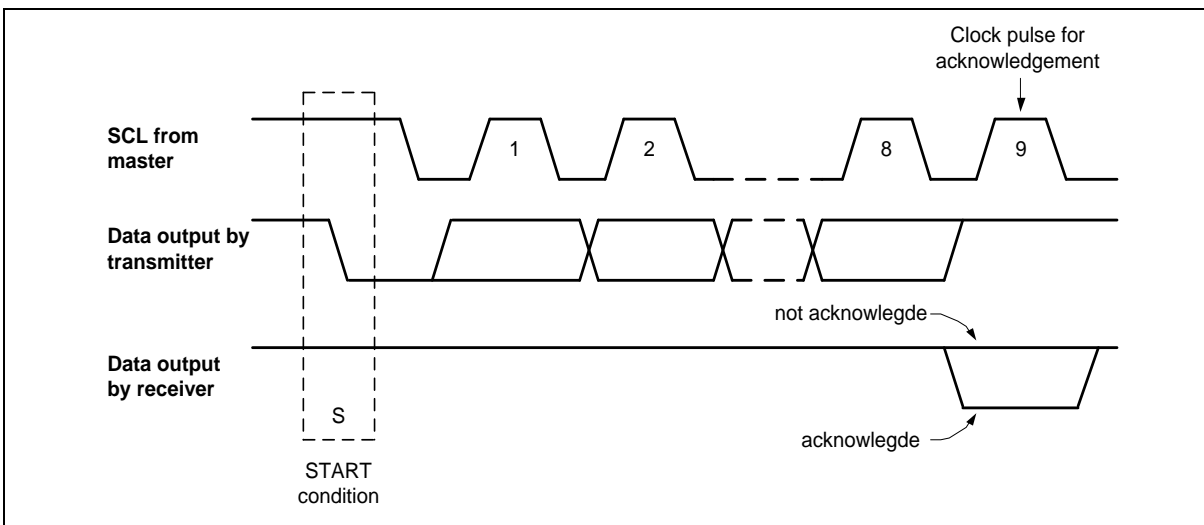 Clock pulse for
acknowledgement
SCL from
master
1
2
8
9
Data output by
transmitter
not acknowlegde
Data output
by receiver
S
acknowlegde
START
condition